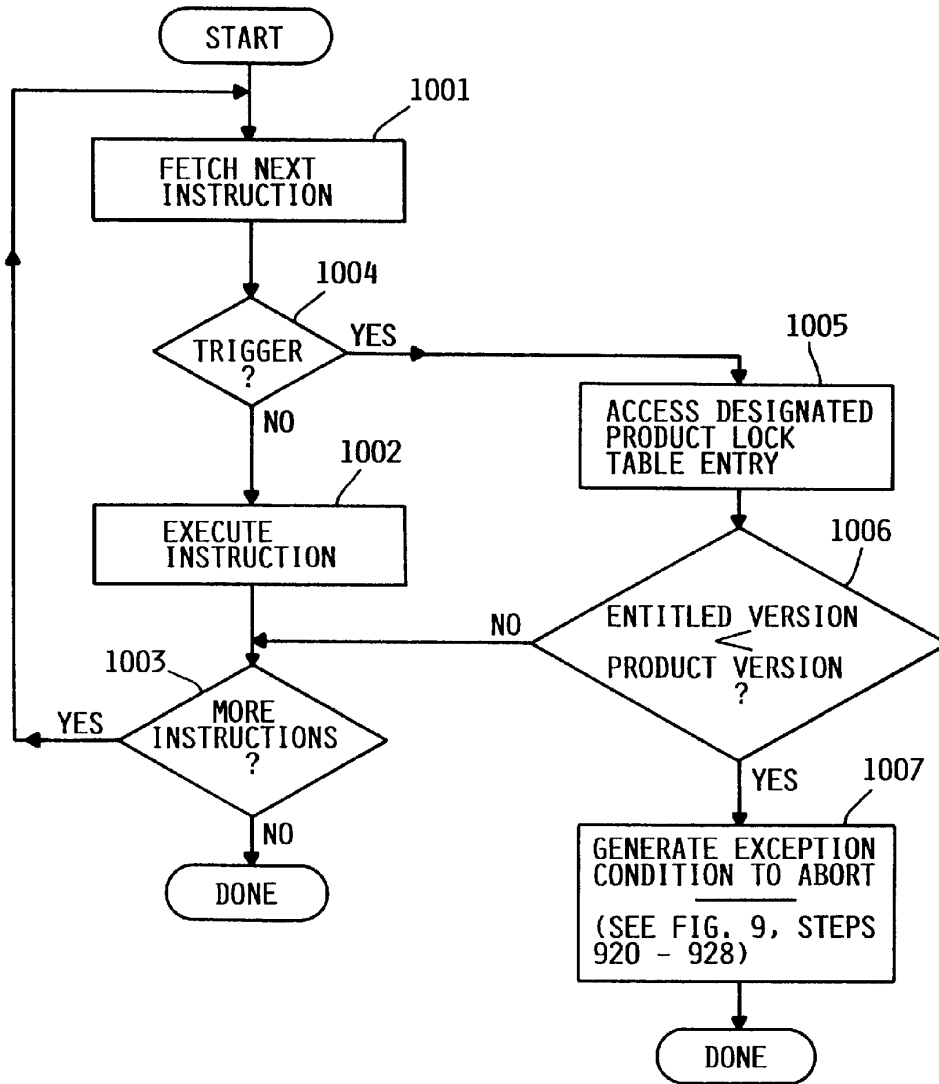 START
1001
FETCH NEXT
INSTRUCTION
1004
TRIGGER
?
YES
NO
1005
ACCESS DESIGNATED
PRODUCT LOCK
TABLE ENTRY
1002
EXECUTE
INSTRUCTION
1006
ENTITLED VERSION
<
PRODUCT VERSION
?
NO
YES
1003
MORE
INSTRUCTIONS
?
YES
NO
DONE
1007
GENERATE EXCEPTION
CONDITION TO ABORT
(SEE FIG. 9, STEPS
920 - 928)
DONE